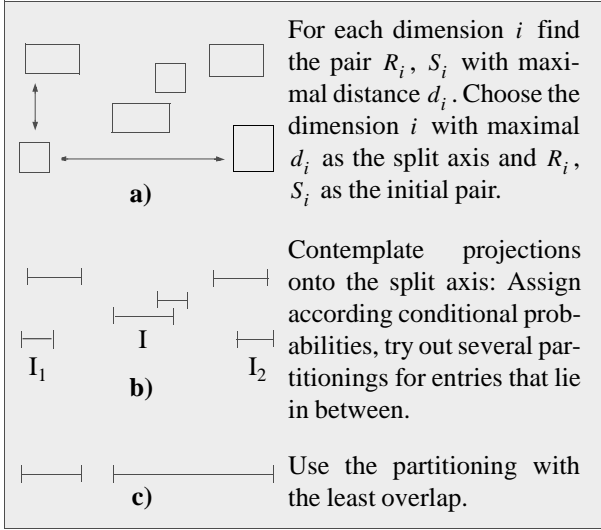 For each dimension i find
the pair Ri, Si with maxi-
mal distance di. Choose the
dimension i with maximal
di as the split axis and Ri,
Si as the initial pair.
a)
Contemplate projections
onto the split axis: Assign
according conditional prob-
abilities, try out several par-
titionings for entries that lie
in between.
I
I1
I2
b)
Use the partitioning with
the least overlap.
c)